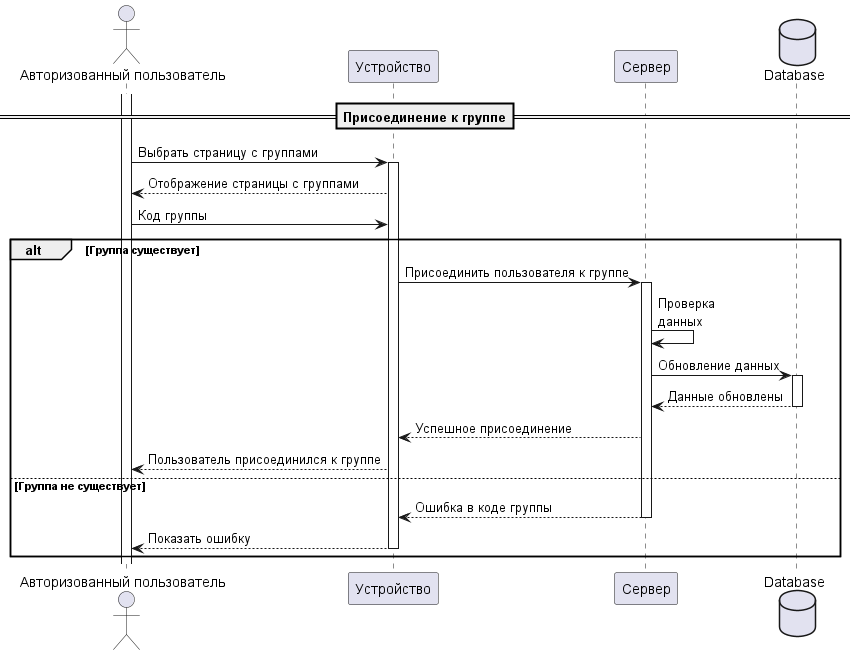 Авторизованный пользователь
Устройство
Сервер
Database
Присоединение к группе
Выбрать страницу с группами
Отображение страницы с группами
Код группы
alt
[Группа существует]
Присоединить пользователя к группе
Проверка
данных
Обновление данных
Данные обновлены
Успешное присоединение
Пользователь присоединился к группе
[Группа не существует]
Ошибка в коде группы
Показать ошибку
Авторизованный пользователь
Устройство
Сервер
Database